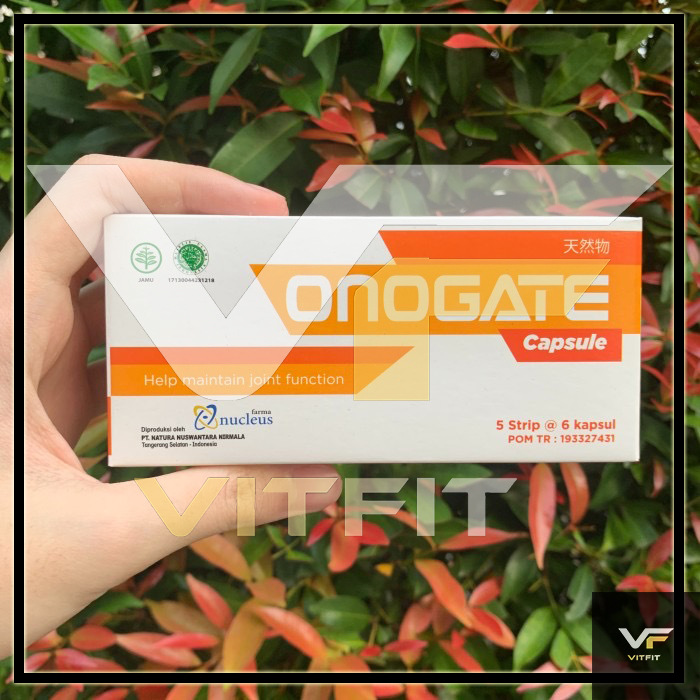 天然物
ONOGATE
Capsule
JAMU
Help maintain joint function
Diproduksi oleh
farma
nucleus
PT. NATURA NUSWANTARA NIRMALA
Tangerang Selatan - Indonesia
5 Strip @ 6 kapsul
POM TR : 193327431
VF
VITFIT
VF
VITFIT